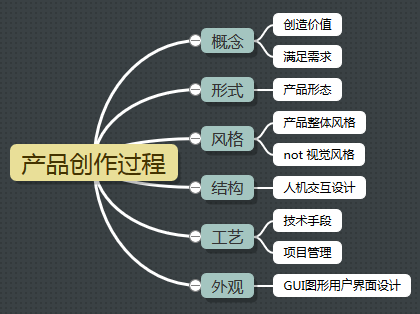 产品创作过程
概念
创造价值
满足需求
形式
产品形态
风格
产品整体风格
not 视觉风格
结构
人机交互设计
工艺
技术手段
项目管理
外观
GUI图形用户界面设计